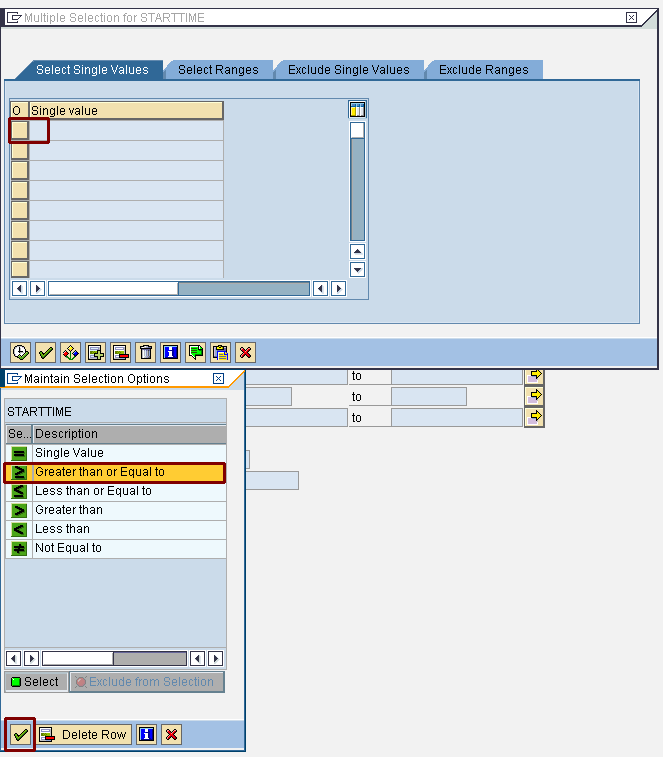 Multiple Selection for STARTTIME
Select Single Values Select Ranges Exclude Single Values Exclude Ranges
O Single value
Maintain Selection Options
to
to
to
STARTTIME
Se... Description
= Single Value
≥ Greater than or Equal to
≤ Less than or Equal to
> Greater than
< Less than
≠ Not Equal to
Select Exclude from Selection
Delete Row